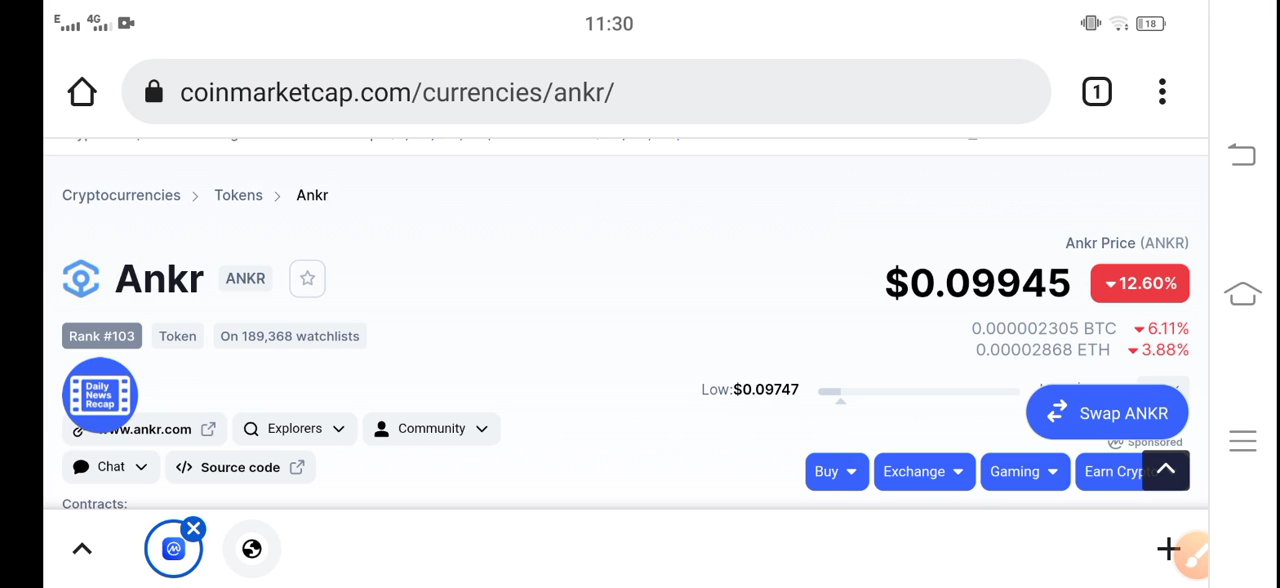 E 4G 11:30 18
coinmarketcap.com/currencies/ankr/ 1
Cryptocurrencies > Tokens > Ankr
Ankr Price (ANKR)
Ankr ANKR $0.09945 12.60%
0.000002305 BTC 6.11%
Rank #103 Token On 189,368 watchlists
0.00002868 ETH 3.88%
Daily
News
Recap
Low:$0.09747
Swap ANKR
www.ankr.com Explorers Community
Sponsored
Chat Source code Buy Exchange Gaming Earn
Contracts: